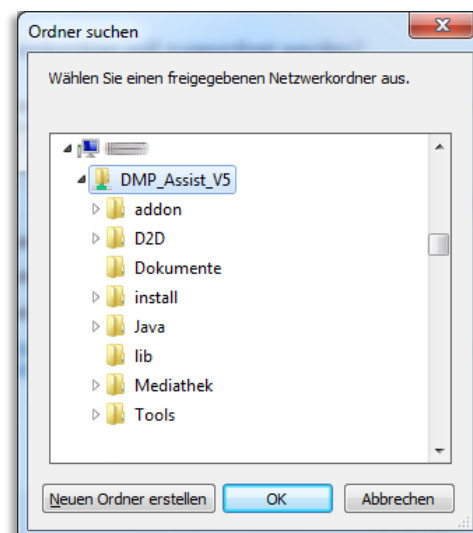 Ordner suchen
Wählen Sie einen freigegebenen Netzwerkordner aus.
DMP_Assist_V5
addon
D2D
Dokumente
install
Java
lib
Mediathek
Tools
Neuen Ordner erstellen OK Abbrechen